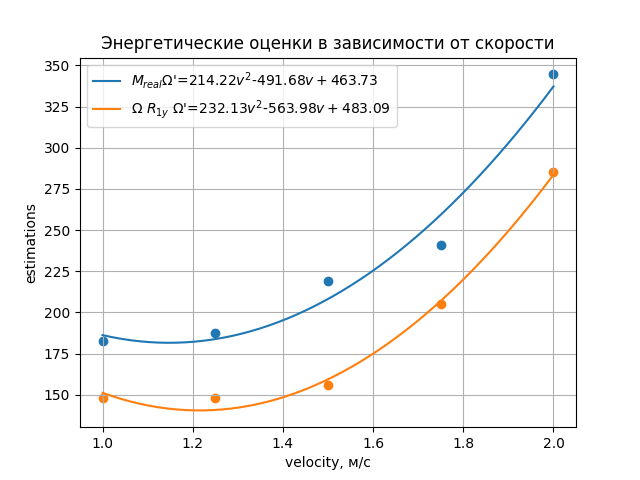 Энергетические оценки в зависимости от скорости
M_real Ω'=214.22v²-491.68v + 463.73
Ω R_1y Ω'=232.13v²-563.98v + 483.09
350
325
300
275
250
225
200
175
150
estimations
1.0 1.2 1.4 1.6 1.8 2.0
velocity, м/с